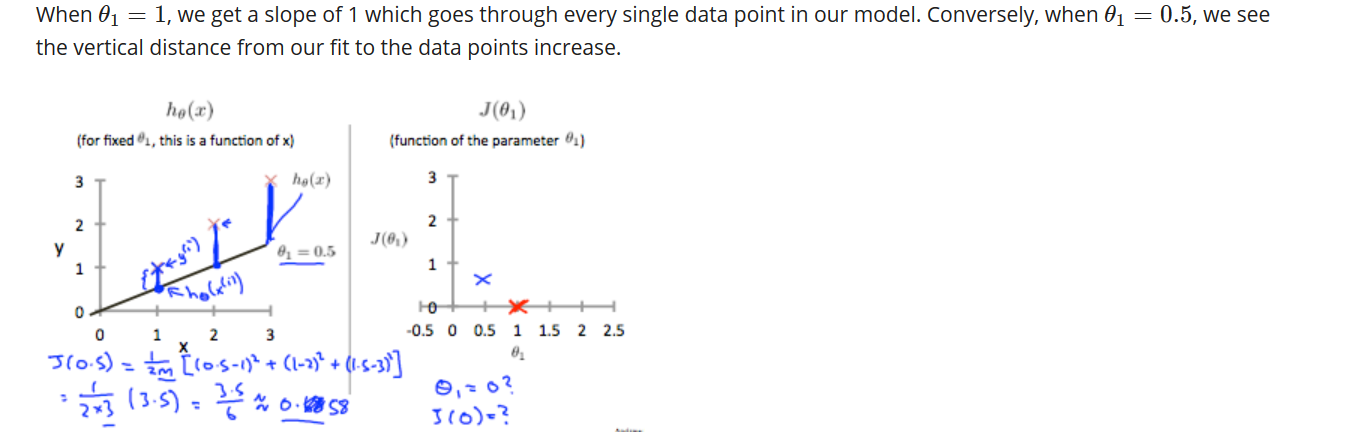 When θ₁ = 1, we get a slope of 1 which goes through every single data point in our model. Conversely, when θ₁ = 0.5, we see
the vertical distance from our fit to the data points increase.
hθ(x)
(for fixed θ₁, this is a function of x)
3
2
1
0
y
0 1 2 3
x
hθ(x)
θ₁ = 0.5
y⁽ⁱ⁾
hθ(x⁽ⁱ⁾)
J(0.5) = 1/2m [(0.5-1)² + (1-2)² + (1.5-3)²]
= 1/2×3 (3.5) = 3.5/6 ≈ 0.58
J(θ₁)
(function of the parameter θ₁)
3
2
1
0
J(θ₁)
-0.5 0 0.5 1 1.5 2 2.5
θ₁
θ₁ = 0?
J(0)=?